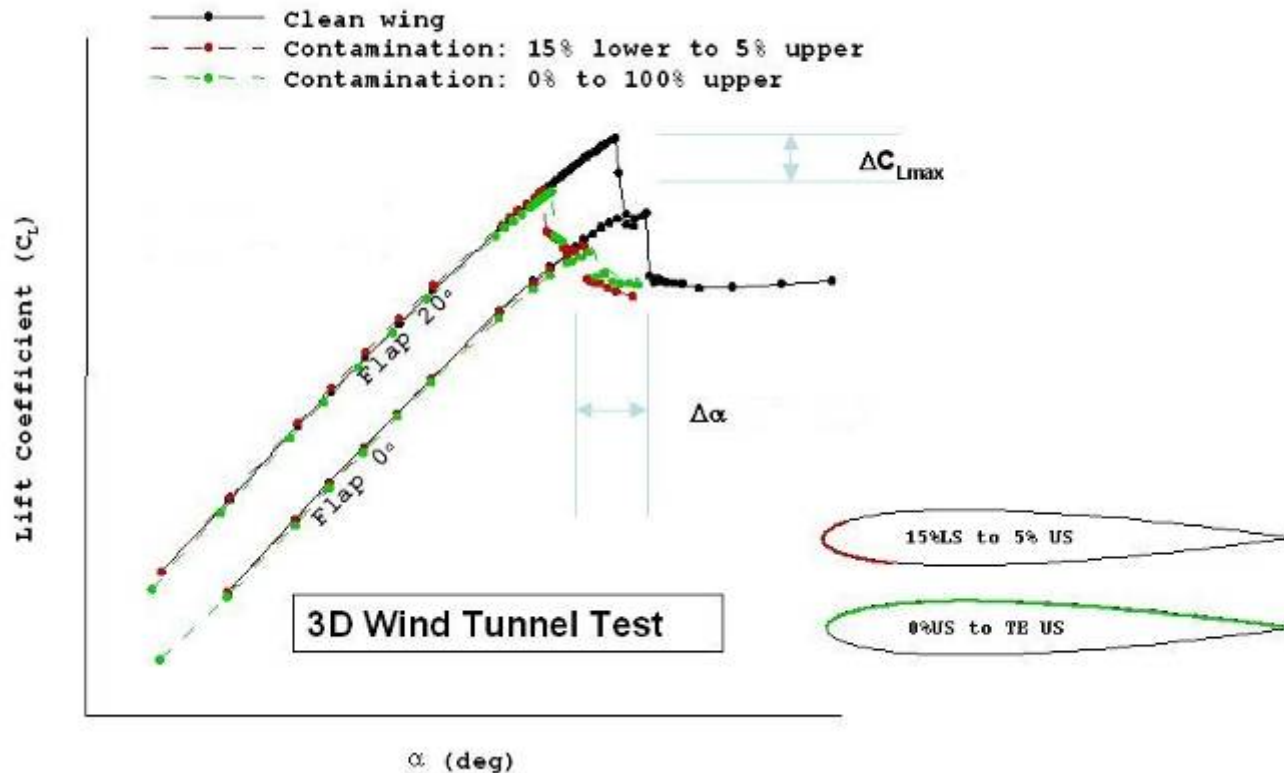 Clean wing
Contamination: 15% lower to 5% upper
Contamination: 0% to 100% upper
ΔCLmax
Lift Coefficient (CL)
Flap 20°
Flap 0°
Δα
15%LS to 5% US
3D Wind Tunnel Test
0%US to TE US
α (deg)